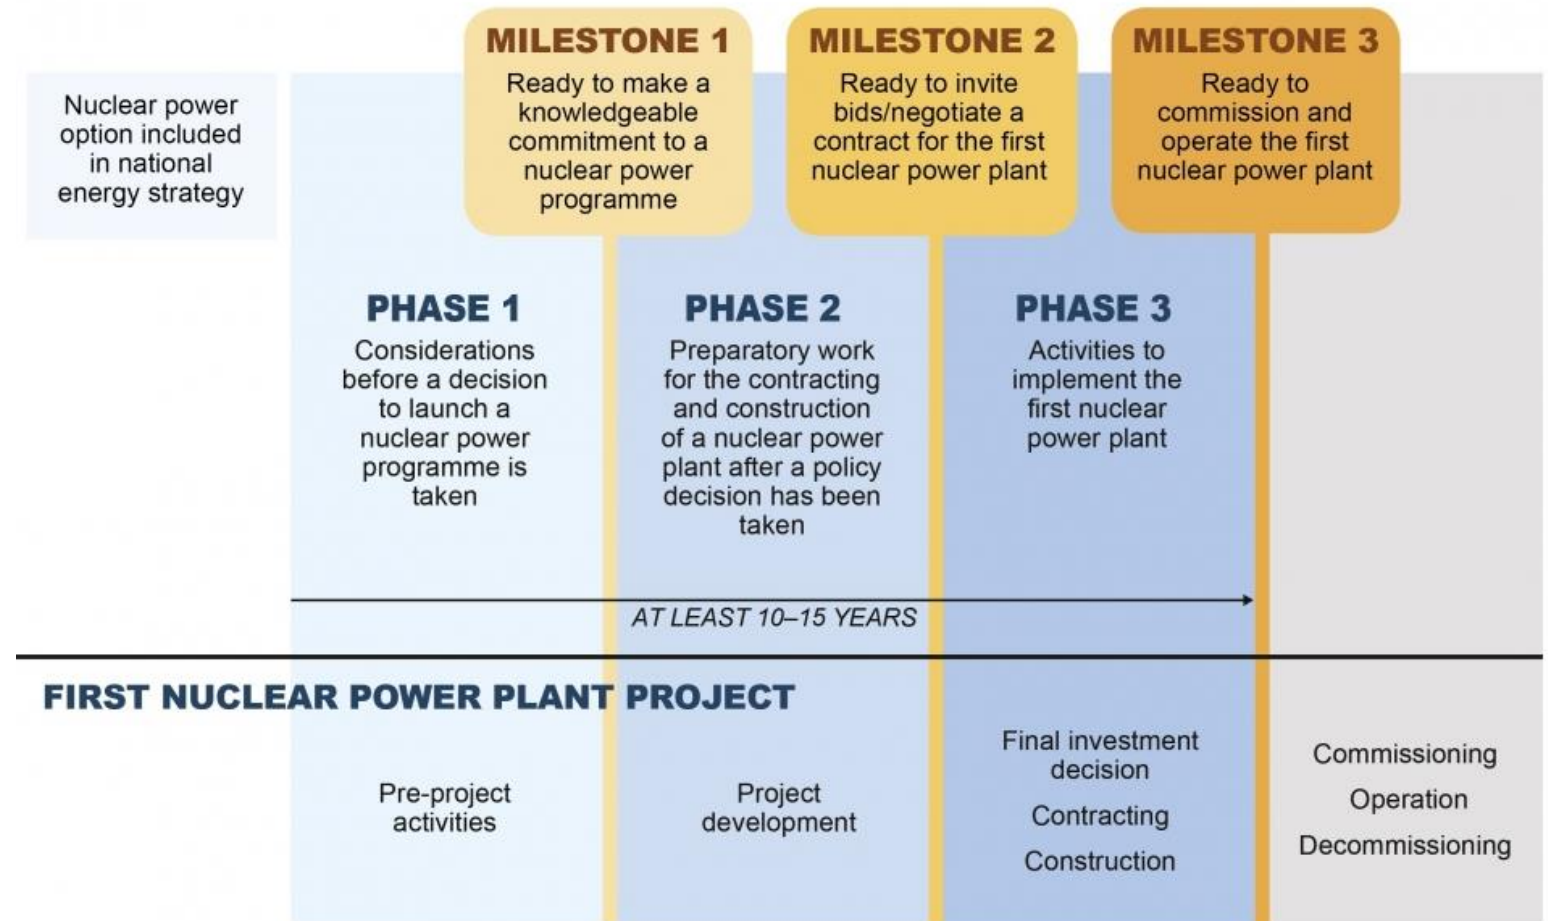 Nuclear power
option included
in national
energy strategy
MILESTONE 1
Ready to make a
knowledgeable
commitment to a
nuclear power
programme
MILESTONE 2
Ready to invite
bids/negotiate a
contract for the first
nuclear power plant
MILESTONE 3
Ready to
commission and
operate the first
nuclear power plant
PHASE 1
Considerations
before a decision
to launch a
nuclear power
programme is
taken
PHASE 2
Preparatory work
for the contracting
and construction
of a nuclear power
plant after a policy
decision has been
taken
PHASE 3
Activities to
implement the
first nuclear
power plant
AT LEAST 10–15 YEARS
FIRST NUCLEAR POWER PLANT PROJECT
Pre-project
activities
Project
development
Final investment
decision
Contracting
Construction
Commissioning
Operation
Decommissioning